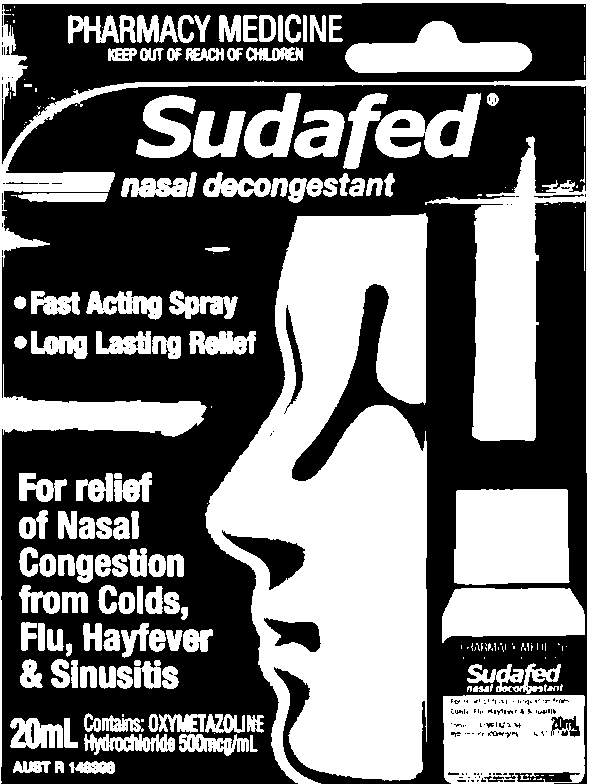 PHARMACY MEDICINE
KEEP OUT OF REACH OF CHILDREN
Sudafed®
nasal decongestant
• Fast Acting Spray
• Long Lasting Relief
For relief
of Nasal
Congestion
from Colds,
Flu, Hayfever
& Sinusitis
20mL
Contains: OXYMETAZOLINE
Hydrochloride 500mcg/mL
AUST R
PHARMACY MEDICINE
Sudafed
nasal decongestant
20mL